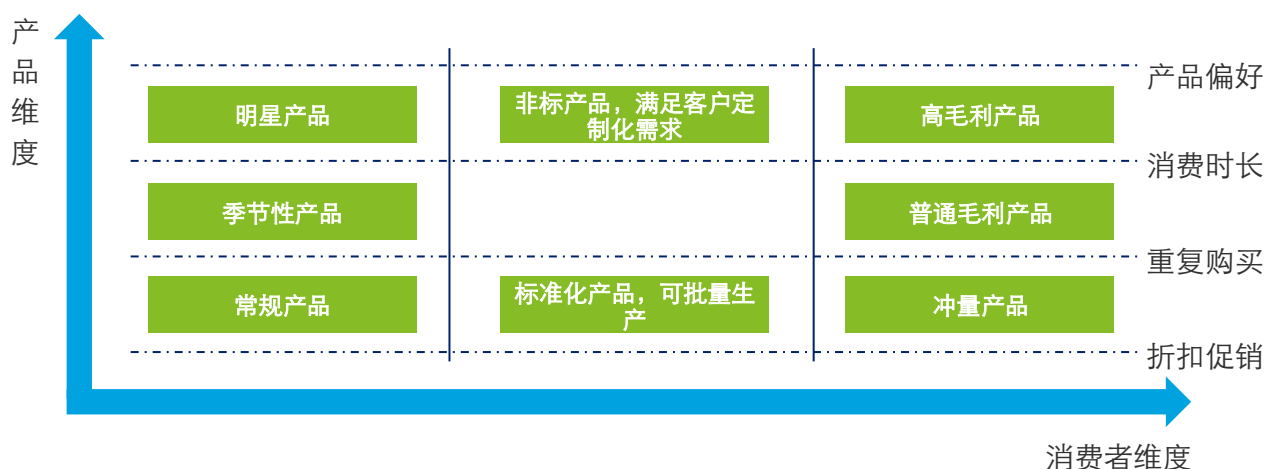 产
品
维
度
产品偏好
明星产品
非标产品，满足客户定
制化需求
高毛利产品
消费时长
季节性产品
普通毛利产品
重复购买
常规产品
标准化产品，可批量生
产
冲量产品
折扣促销
消费者维度